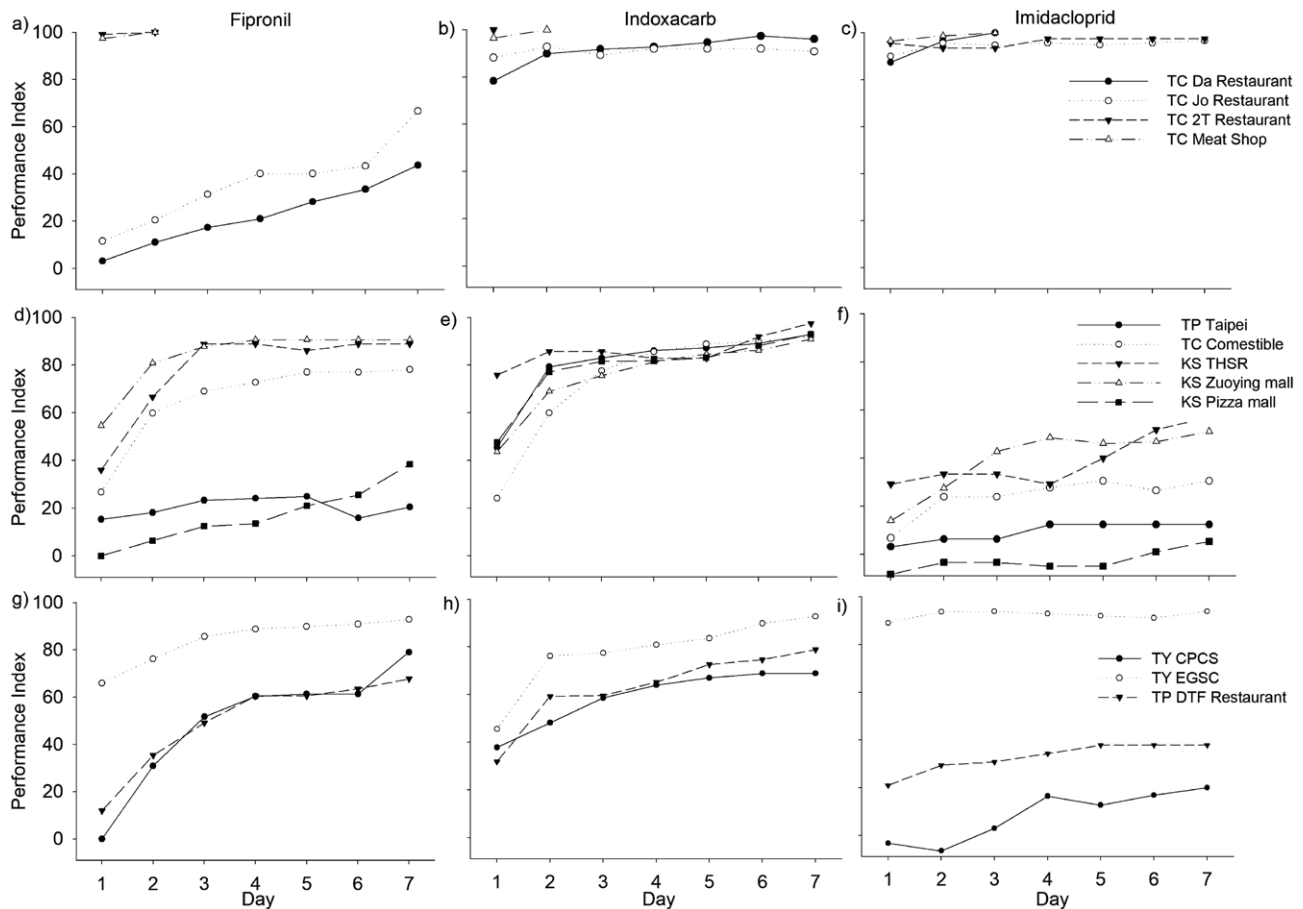 Fipronil
Indoxacarb
Imidacloprid
a)
b)
c)
100
80
60
40
20
0
Performance Index
TC Da Restaurant
TC Jo Restaurant
TC 2T Restaurant
TC Meat Shop
d)
e)
f)
100
80
60
40
20
0
Performance Index
TP Taipei
TC Comestible
KS THSR
KS Zuoying mall
KS Pizza mall
g)
h)
i)
100
80
60
40
20
0
Performance Index
TY CPCS
TY EGSC
TP DTF Restaurant
1 2 3 4 5 6 7
1 2 3 4 5 6 7
1 2 3 4 5 6 7
Day
Day
Day